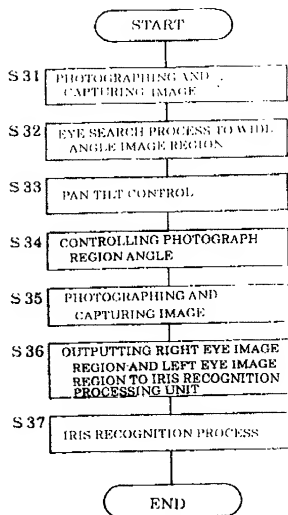 START
S31 PHOTOGRAPHING AND
CAPTURING IMAGE
S32 EYE SEARCH PROCESS TO WIDE
ANGLE IMAGE REGION
S33 PAN TILT CONTROL
S34 CONTROLLING PHOTOGRAPH
REGION ANGLE
S35 PHOTOGRAPHING AND
CAPTURING IMAGE
S36 OUTPUTTING RIGHT EYE IMAGE
REGION AND LEFT EYE IMAGE
REGION TO IRIS RECOGNITION
PROCESSING UNIT
S37 IRIS RECOGNITION PROCESS
END